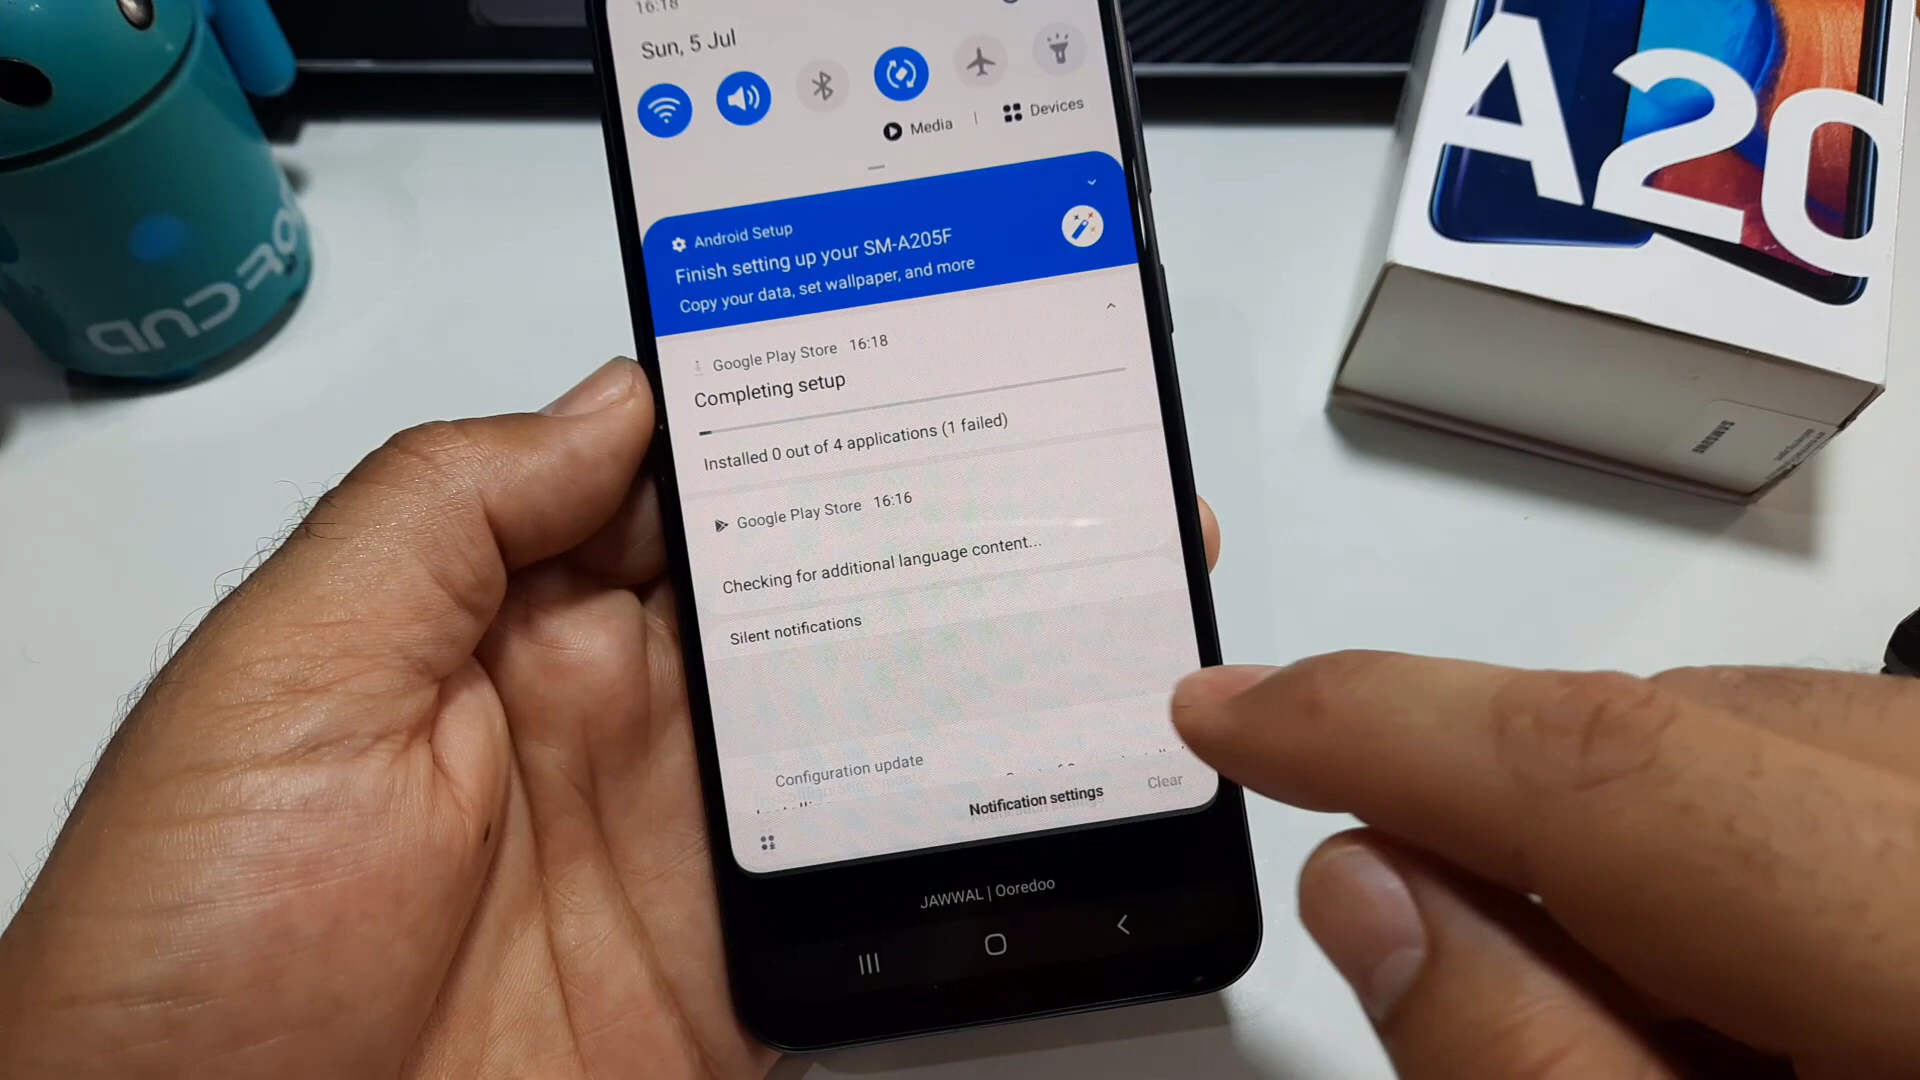 16:18
Sun, 5 Jul
Media | Devices
Android Setup
Finish setting up your SM-A205F
Copy your data, set wallpaper, and more
Google Play Store 16:18
Completing setup
Installed 0 out of 4 applications (1 failed)
Google Play Store 16:16
Checking for additional language content...
Silent notifications
Configuration update
Notification settings
Clear
JAWWAL | Ooredoo
ANDRO
A20
SAMSUNG